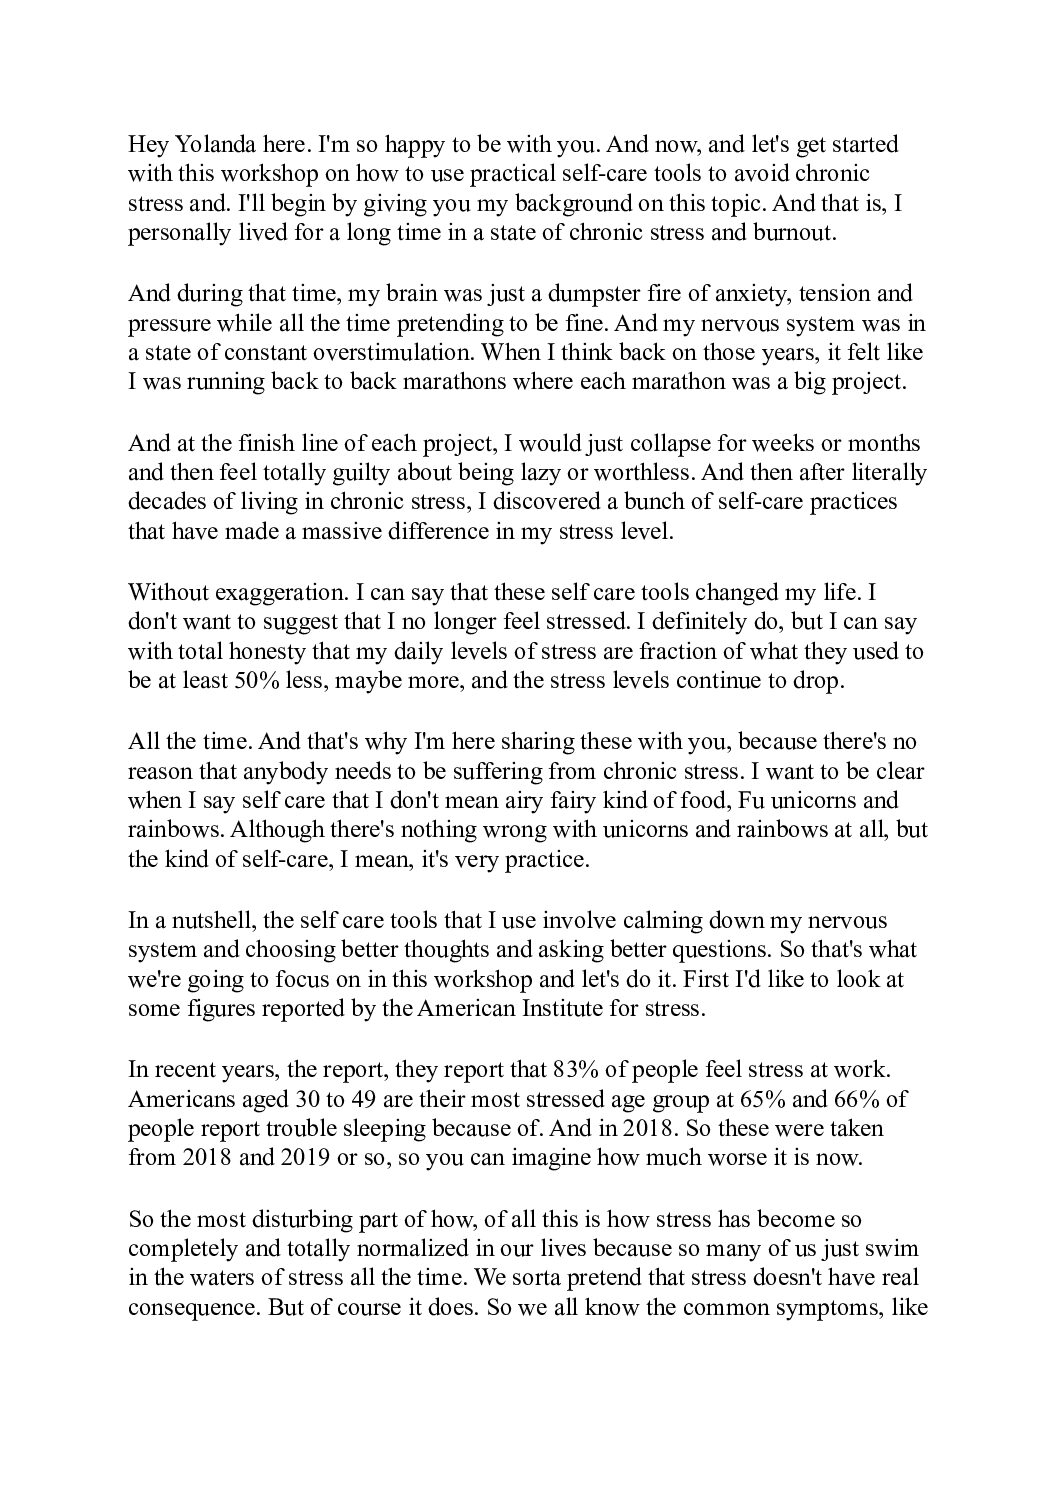 Hey Yolanda here. I'm so happy to be with you. And now, and let's get started
with this workshop on how to use practical self-care tools to avoid chronic
stress and. I'll begin by giving you my background on this topic. And that is, I
personally lived for a long time in a state of chronic stress and burnout.
And during that time, my brain was just a dumpster fire of anxiety, tension and
pressure while all the time pretending to be fine. And my nervous system was in
a state of constant overstimulation. When I think back on those years, it felt like
I was running back to back marathons where each marathon was a big project.
And at the finish line of each project, I would just collapse for weeks or months
and then feel totally guilty about being lazy or worthless. And then after literally
decades of living in chronic stress, I discovered a bunch of self-care practices
that have made a massive difference in my stress level.
Without exaggeration. I can say that these self care tools changed my life. I
don't want to suggest that I no longer feel stressed. I definitely do, but I can say
with total honesty that my daily levels of stress are fraction of what they used to
be at least 50% less, maybe more, and the stress levels continue to drop.
All the time. And that's why I'm here sharing these with you, because there's no
reason that anybody needs to be suffering from chronic stress. I want to be clear
when I say self care that I don't mean airy fairy kind of food, Fu unicorns and
rainbows. Although there's nothing wrong with unicorns and rainbows at all, but
the kind of self-care, I mean, it's very practice.
In a nutshell, the self care tools that I use involve calming down my nervous
system and choosing better thoughts and asking better questions. So that's what
we're going to focus on in this workshop and let's do it. First I'd like to look at
some figures reported by the American Institute for stress.
In recent years, the report, they report that 83% of people feel stress at work.
Americans aged 30 to 49 are their most stressed age group at 65% and 66% of
people report trouble sleeping because of. And in 2018. So these were taken
from 2018 and 2019 or so, so you can imagine how much worse it is now.
So the most disturbing part of how, of all this is how stress has become so
completely and totally normalized in our lives because so many of us just swim
in the waters of stress all the time. We sorta pretend that stress doesn't have real
consequence. But of course it does. So we all know the common symptoms, like